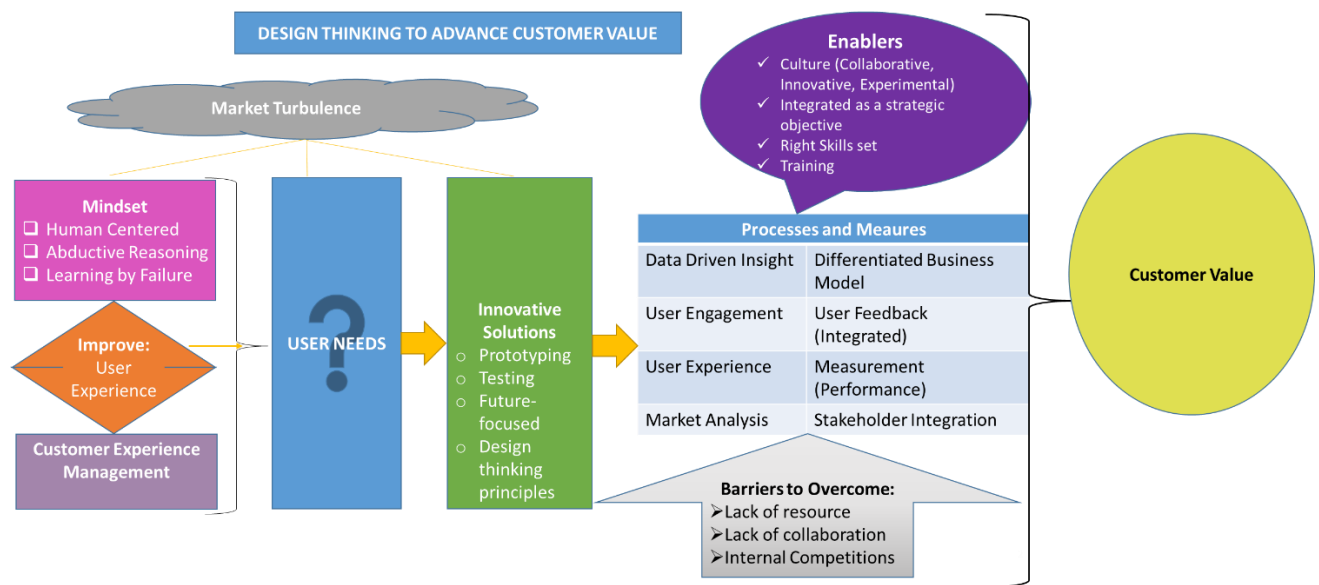 DESIGN THINKING TO ADVANCE CUSTOMER VALUE
Market Turbulence
Mindset
❑ Human Centered
❑ Abductive Reasoning
❑ Learning by Failure
Improve:
User
Experience
Customer Experience
Management
?
USER NEEDS
Innovative
Solutions
o Prototyping
o Testing
o Future-
focused
o Design
thinking
principles
Enablers
✓ Culture (Collaborative,
Innovative, Experimental)
✓ Integrated as a strategic
objective
✓ Right Skills set
✓ Training
Processes and Meaures
Data Driven Insight
Differentiated Business
Model
User Engagement
User Feedback
(Integrated)
User Experience
Measurement
(Performance)
Market Analysis
Stakeholder Integration
Barriers to Overcome:
➢Lack of resource
➢Lack of collaboration
➢Internal Competitions
Customer Value